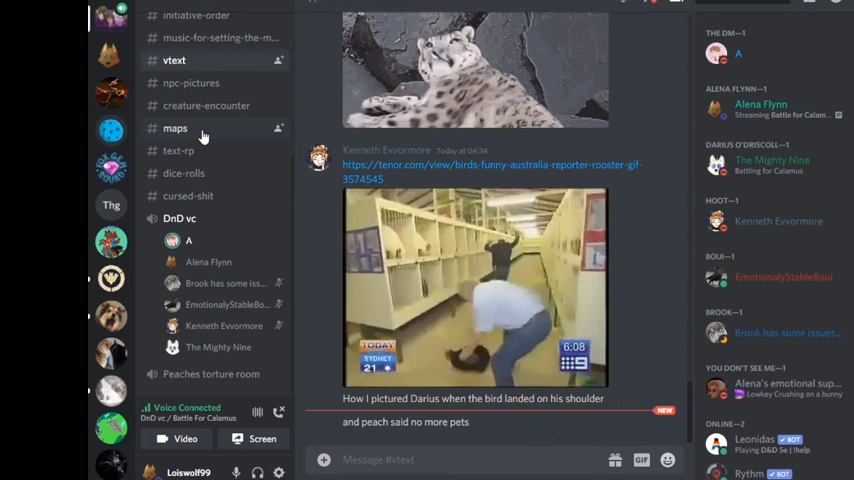 # initiative-order
# music-for-setting-the-m...
# vtext
# npc-pictures
# creature-encounter
# maps
# text-rp
# dice-rolls
# cursed-shit
DnD vc
A
Alena Flynn
Brook has some iss...
EmotionalyStableBo...
Kenneth Evvormore
The Mighty Nine
Peaches torture room
Thg
Voice Connected
DnD vc / Battle For Calamus
Video
Screen
Loiswolf99
Kenneth Evvormore Today at 04:34
https://tenor.com/view/birds-funny-australia-reporter-rooster-gif-
3574545
TODAY
SYDNEY
21
6:08
9
How I pictured Darius when the bird landed on his shoulder
NEW
and peach said no more pets
Message #vtext
GIF
THE DM—1
A
ALENA FLYNN—1
Alena Flynn
Streaming Battle for Calam...
DARIUS O'DRISCOLL—1
The Mighty Nine
Battling for Calamus
HOOT—1
Kenneth Evvormore
BOUI—1
EmotionalyStableBoui
BROOK—1
Brook has some issues...
YOU DON'T SEE ME—1
Alena's emotional sup...
Lowkey Crushing on a bunny
ONLINE—2
Leonidas BOT
Playing D&D 5e | !help
Rythm BOT